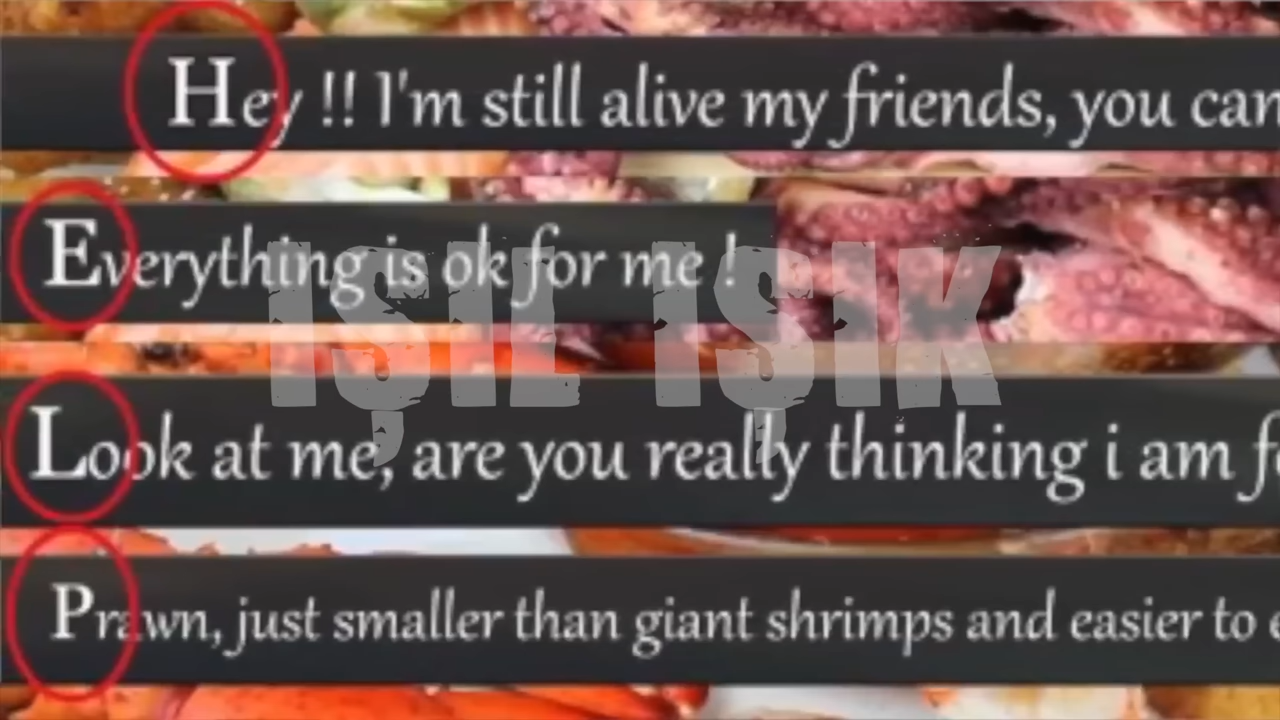 Hey !! I'm still alive my friends, you can
Everything is ok for me !
IŞIL IŞIK
Look at me, are you really thinking i am
Prawn, just smaller than giant shrimps and easier to